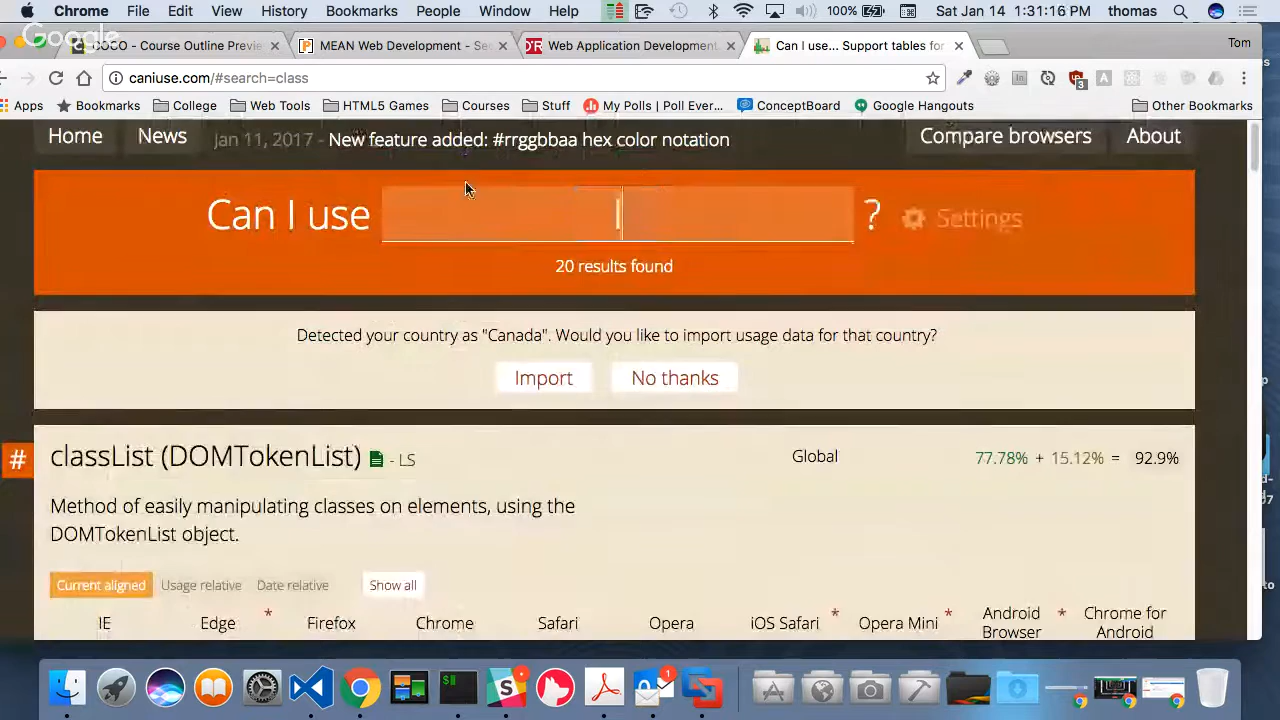 Chrome File Edit View History Bookmarks People Window Help 100% Sat Jan 14 1:31:16 PM thomas
Google
COCO - Course Outline Previe
MEAN Web Development - Se
Web Application Development
Can I use... Support tables for
Tom
caniuse.com/#search=class
3
Apps Bookmarks College Web Tools HTML5 Games Courses Stuff My Polls | Poll Ever... ConceptBoard Google Hangouts Other Bookmarks
Home News Jan 11, 2017 - New feature added: #rrggbbaa hex color notation Compare browsers About
Can I use ? Settings
20 results found
Detected your country as "Canada". Would you like to import usage data for that country?
Import No thanks
# classList (DOMTokenList) - LS Global 77.78% + 15.12% = 92.9%
Method of easily manipulating classes on elements, using the
DOMTokenList object.
Current aligned Usage relative Date relative Show all
IE Edge * Firefox Chrome Safari Opera iOS Safari * Opera Mini * Android Browser * Chrome for Android
1